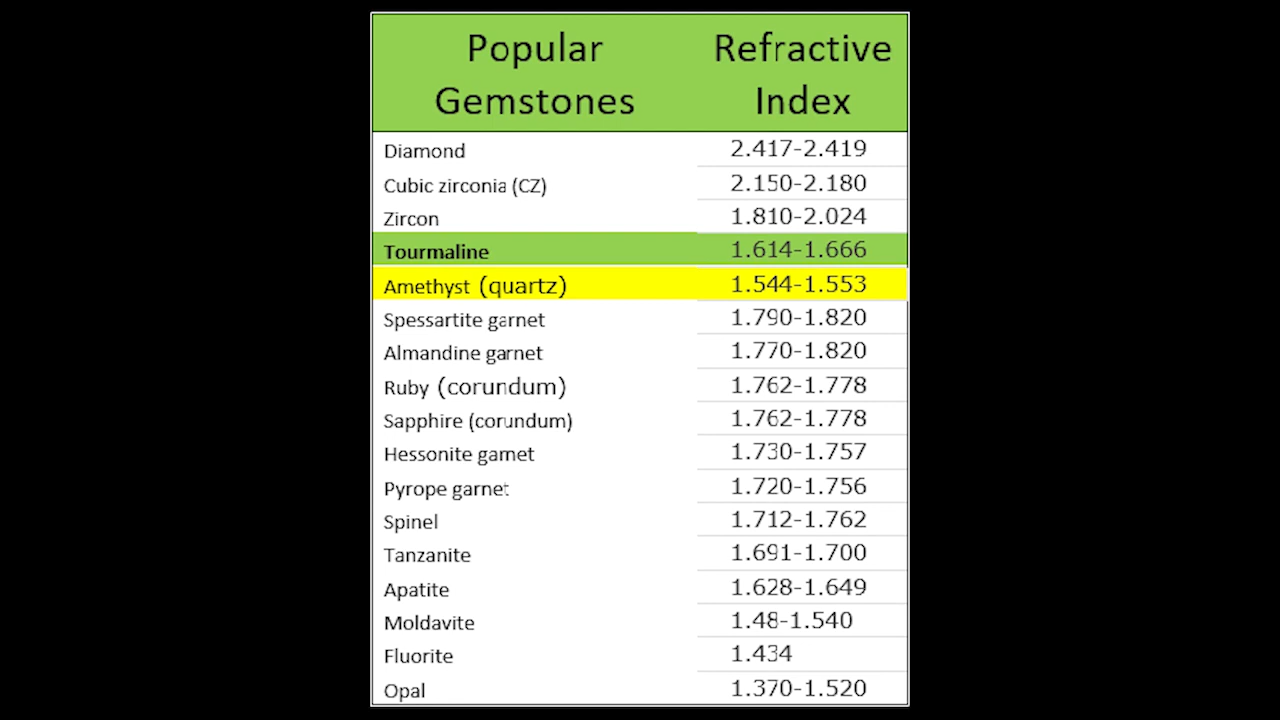 Popular Gemstones Refractive Index
Diamond 2.417-2.419
Cubic zirconia (CZ) 2.150-2.180
Zircon 1.810-2.024
Tourmaline 1.614-1.666
Amethyst (quartz) 1.544-1.553
Spessartite garnet 1.790-1.820
Almandine garnet 1.770-1.820
Ruby (corundum) 1.762-1.778
Sapphire (corundum) 1.762-1.778
Hessonite garnet 1.730-1.757
Pyrope garnet 1.720-1.756
Spinel 1.712-1.762
Tanzanite 1.691-1.700
Apatite 1.628-1.649
Moldavite 1.48-1.540
Fluorite 1.434
Opal 1.370-1.520